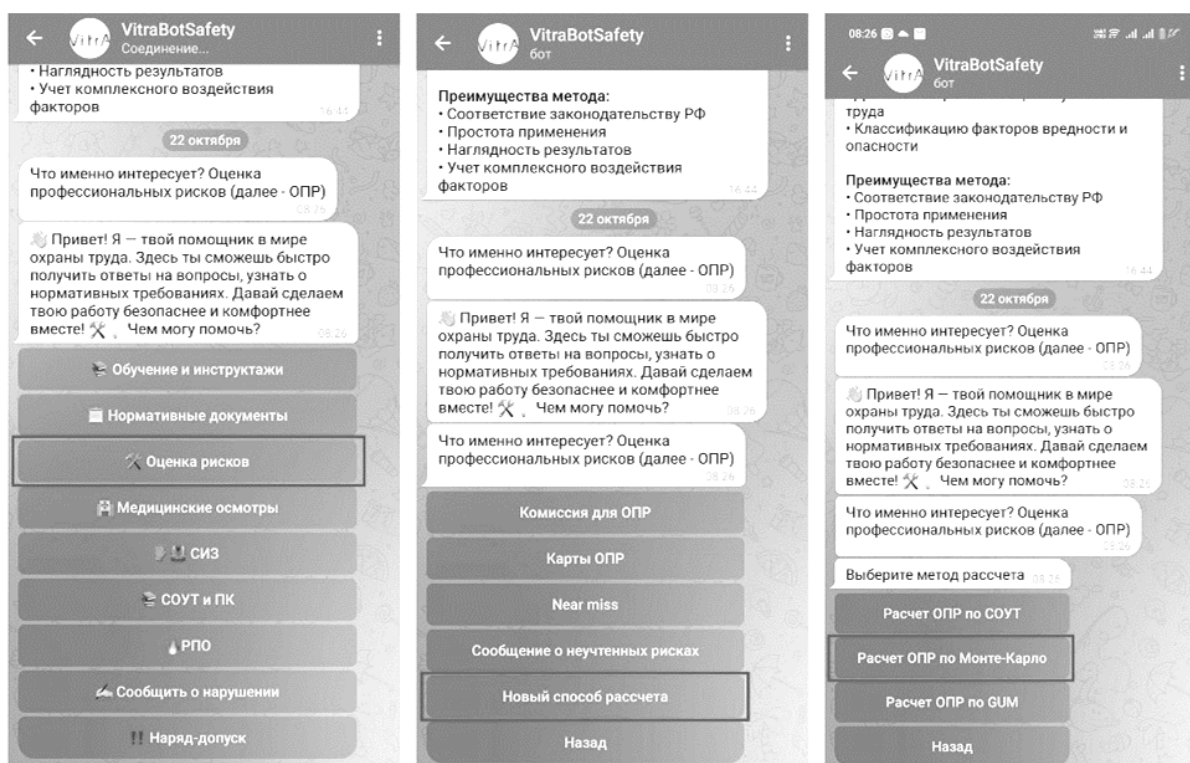 VitrA
VitraBotSafety
Соединение...
• Наглядность результатов
• Учет комплексного воздействия
факторов
16:44
22 октября
Что именно интересует? Оценка
профессиональных рисков (далее - ОПР)
08:26
Привет! Я — твой помощник в мире
охраны труда. Здесь ты сможешь быстро
получить ответы на вопросы, узнать о
нормативных требованиях. Давай сделаем
твою работу безопаснее и комфортнее
вместе! Чем могу помочь?
08:26
Обучение и инструктажи
Нормативные документы
Оценка рисков
Медицинские осмотры
СИЗ
СОУТ и ПК
РПО
Сообщить о нарушении
Наряд-допуск
VitrA
VitraBotSafety
бот
Преимущества метода:
• Соответствие законодательству РФ
• Простота применения
• Наглядность результатов
• Учет комплексного воздействия
факторов
16:44
22 октября
Что именно интересует? Оценка
профессиональных рисков (далее - ОПР)
08:26
Привет! Я — твой помощник в мире
охраны труда. Здесь ты сможешь быстро
получить ответы на вопросы, узнать о
нормативных требованиях. Давай сделаем
твою работу безопаснее и комфортнее
вместе! Чем могу помочь?
08:26
Что именно интересует? Оценка
профессиональных рисков (далее - ОПР)
08:26
Комиссия для ОПР
Карты ОПР
Near miss
Сообщение о неучтенных рисках
Новый способ рассчета
Назад
08:26
VitrA
VitraBotSafety
бот
труда
• Классификацию факторов вредности и
опасности
Преимущества метода:
• Соответствие законодательству РФ
• Простота применения
• Наглядность результатов
• Учет комплексного воздействия
факторов
16:44
22 октября
Что именно интересует? Оценка
профессиональных рисков (далее - ОПР)
08:26
Привет! Я — твой помощник в мире
охраны труда. Здесь ты сможешь быстро
получить ответы на вопросы, узнать о
нормативных требованиях. Давай сделаем
твою работу безопаснее и комфортнее
вместе! Чем могу помочь?
08:26
Что именно интересует? Оценка
профессиональных рисков (далее - ОПР)
08:26
Выберите метод рассчета
08:26
Расчет ОПР по СОУТ
Расчет ОПР по Монте-Карло
Расчет ОПР по GUM
Назад